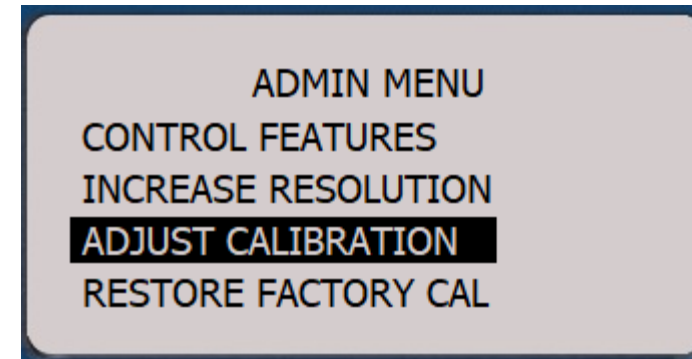 ADMIN MENU
CONTROL FEATURES
INCREASE RESOLUTION
ADJUST CALIBRATION
RESTORE FACTORY CAL